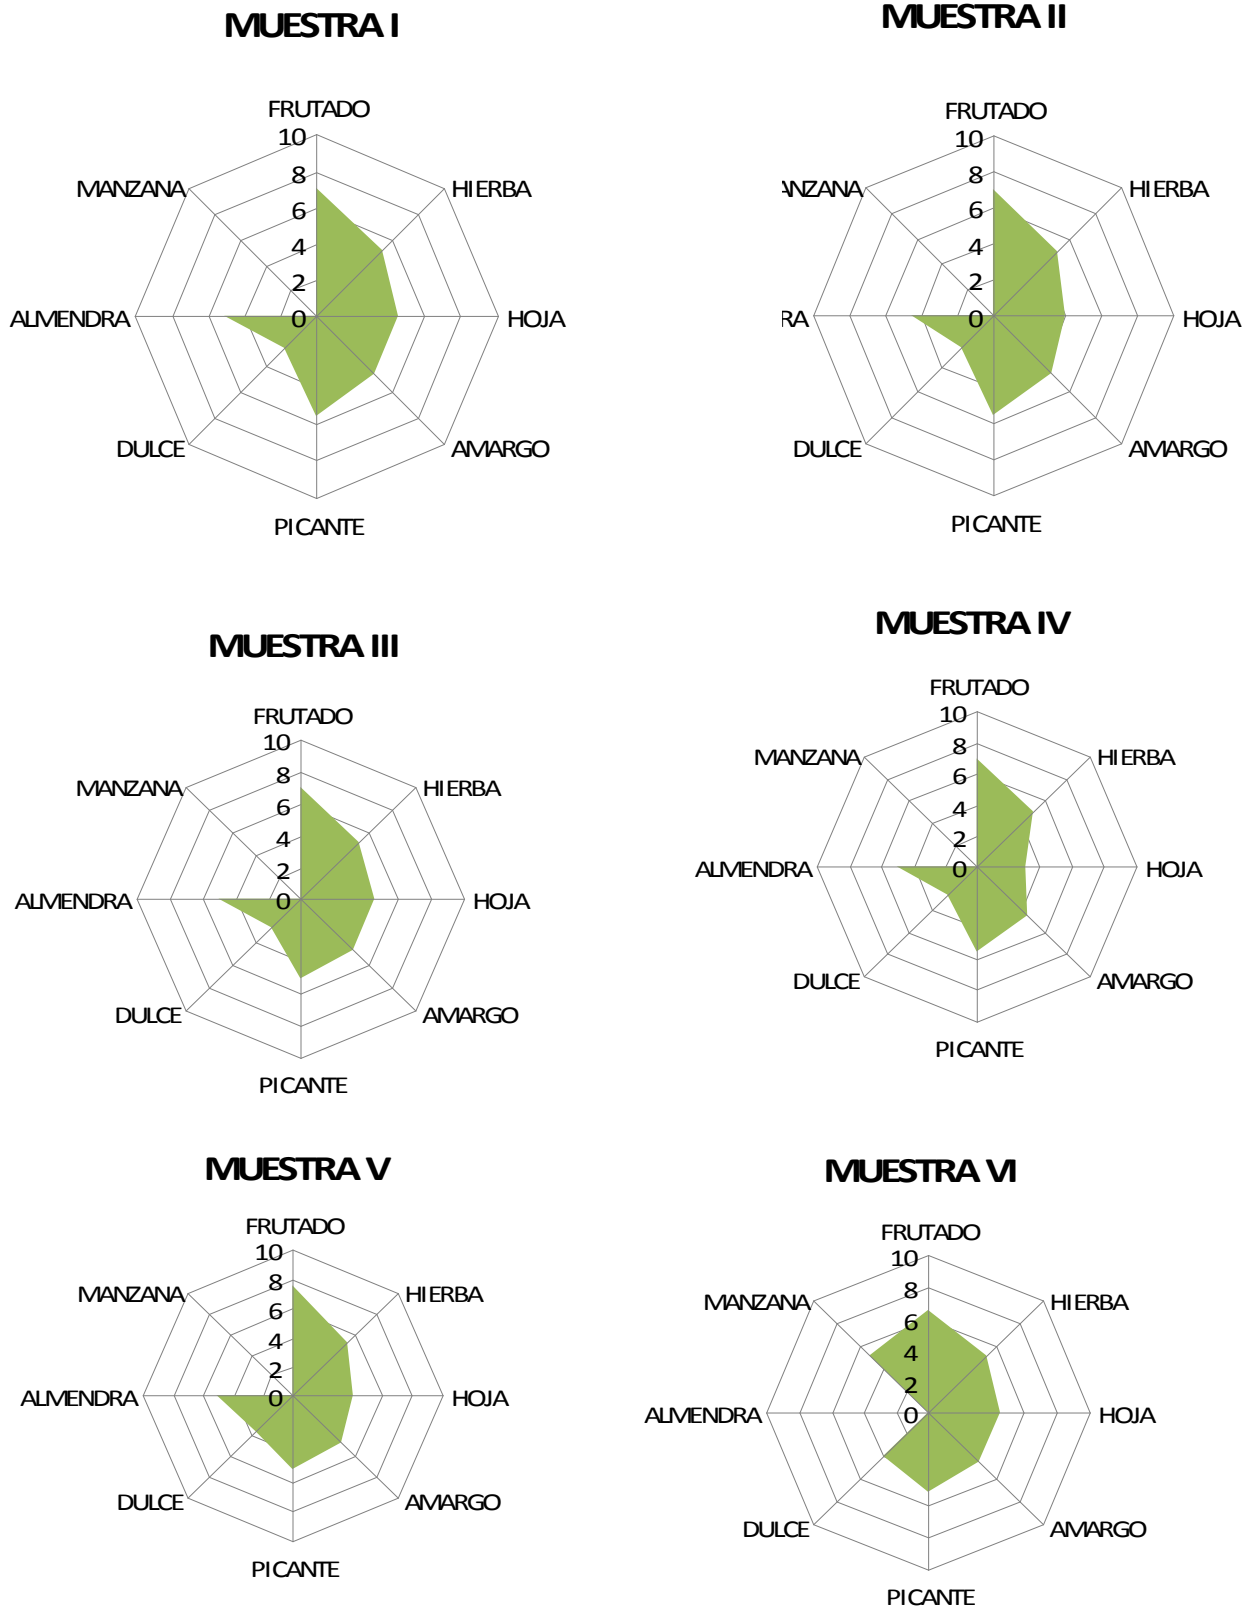 MUESTRA I
FRUTADO
10
8
6
4
2
0
MANZANA
HIERBA
ALMENDRA
HOJA
DULCE
AMARGO
PICANTE
MUESTRA II
FRUTADO
10
8
6
4
2
0
ANZANA
HIERBA
RA
HOJA
DULCE
AMARGO
PICANTE
MUESTRA III
FRUTADO
10
8
6
4
2
0
MANZANA
HIERBA
ALMENDRA
HOJA
DULCE
AMARGO
PICANTE
MUESTRA IV
FRUTADO
10
8
6
4
2
0
MANZANA
HIERBA
ALMENDRA
HOJA
DULCE
AMARGO
PICANTE
MUESTRA V
FRUTADO
10
8
6
4
2
0
MANZANA
HIERBA
ALMENDRA
HOJA
DULCE
AMARGO
PICANTE
MUESTRA VI
FRUTADO
10
8
6
4
2
0
MANZANA
HIERBA
ALMENDRA
HOJA
DULCE
AMARGO
PICANTE